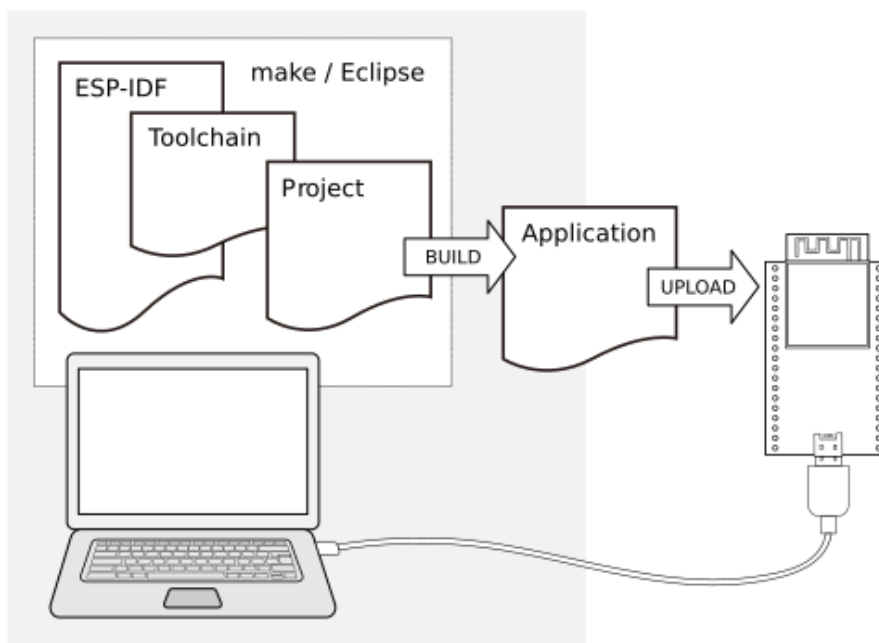 ESP-IDF
make / Eclipse
Toolchain
Project
BUILD
Application
UPLOAD